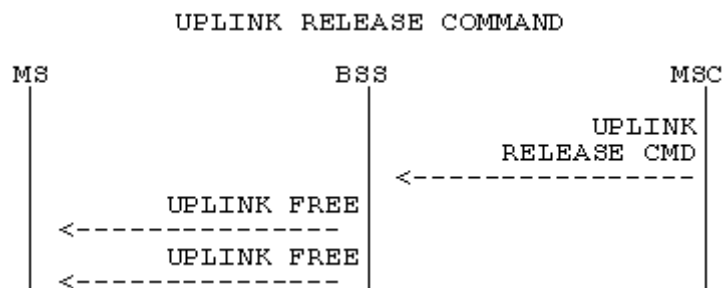 UPLINK RELEASE COMMAND
MS BSS MSC
UPLINK
RELEASE CMD
UPLINK FREE
UPLINK FREE